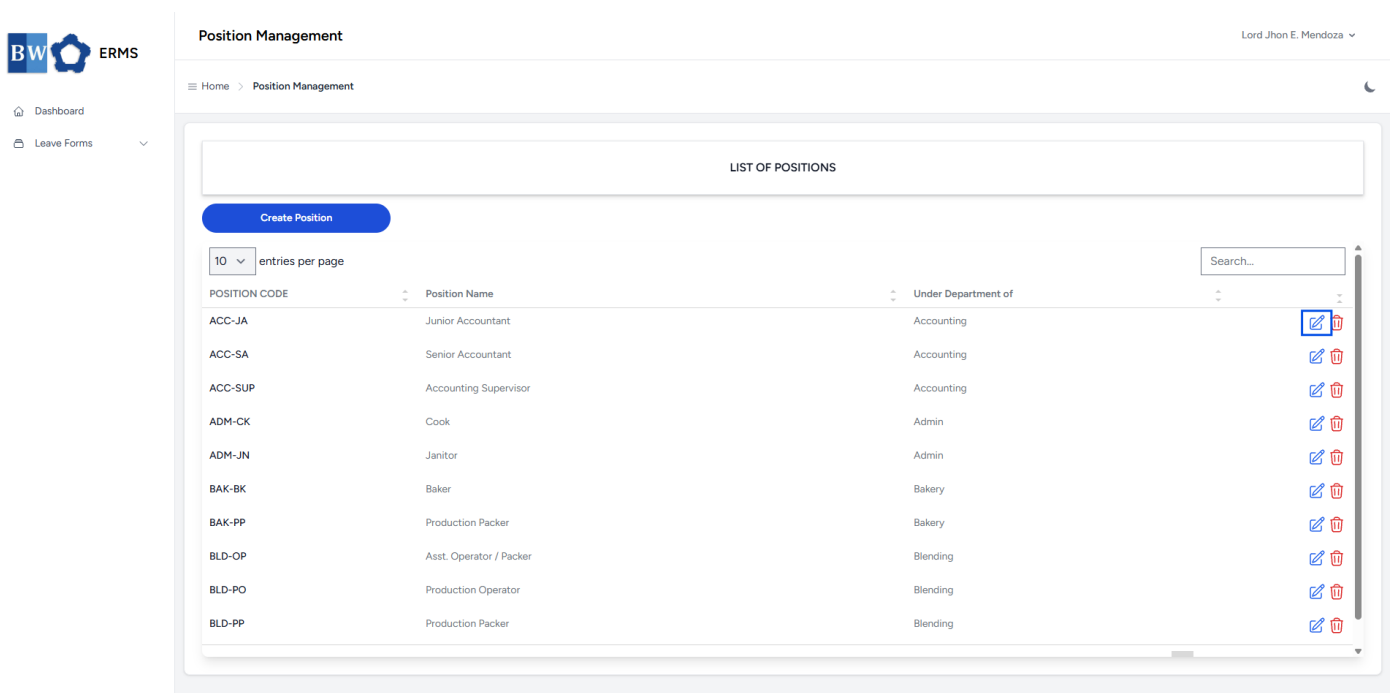 BW ERMS
Position Management
Lord Jhon E. Mendoza
Home > Position Management
Dashboard
Leave Forms
LIST OF POSITIONS
Create Position
10 entries per page
Search...
POSITION CODE Position Name Under Department of
ACC-JA Junior Accountant Accounting
ACC-SA Senior Accountant Accounting
ACC-SUP Accounting Supervisor Accounting
ADM-CK Cook Admin
ADM-JN Janitor Admin
BAK-BK Baker Bakery
BAK-PP Production Packer Bakery
BLD-OP Asst. Operator / Packer Blending
BLD-PO Production Operator Blending
BLD-PP Production Packer Blending